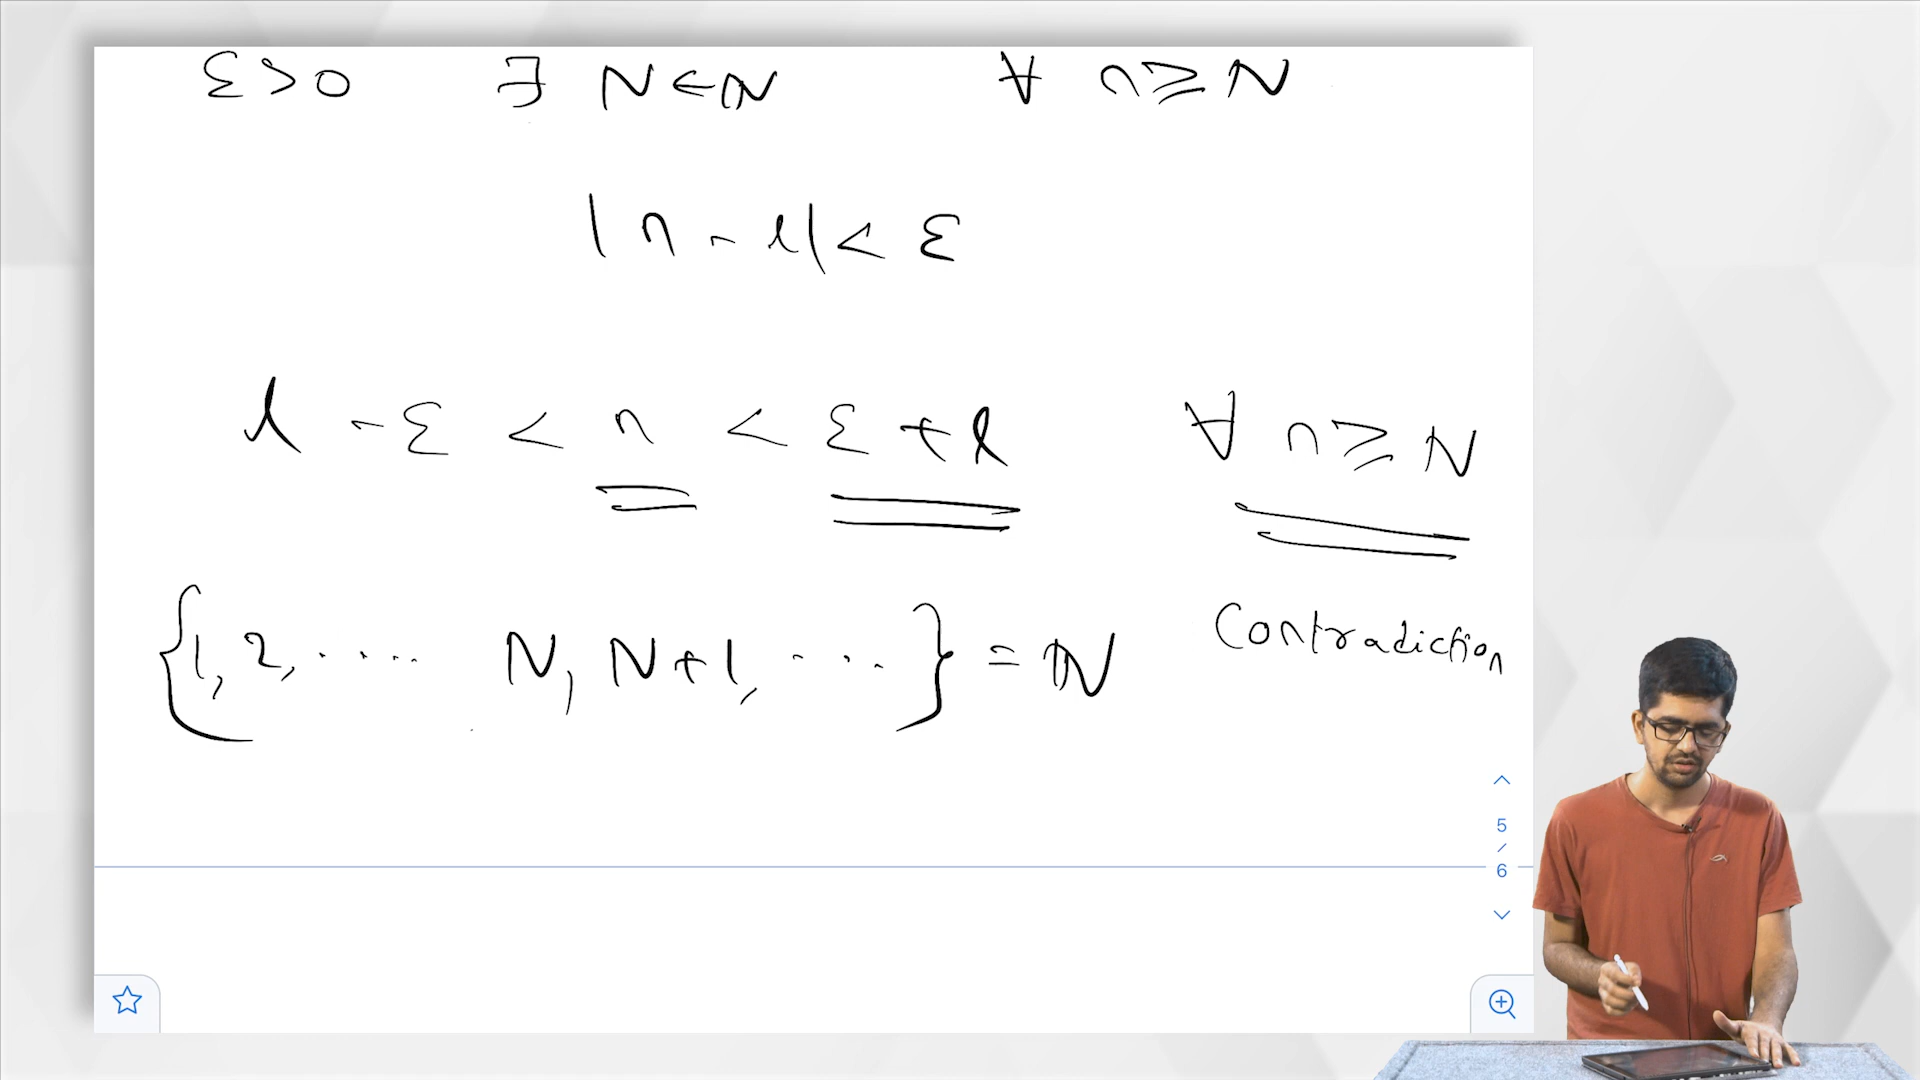 ε>0 ∃ N∈ℕ ∀ n≥N
|n-l|<ε
l-ε < n < ε+l ∀ n≥N
{1,2,.... N, N+1, ....} = ℕ Contradiction
5
/
6